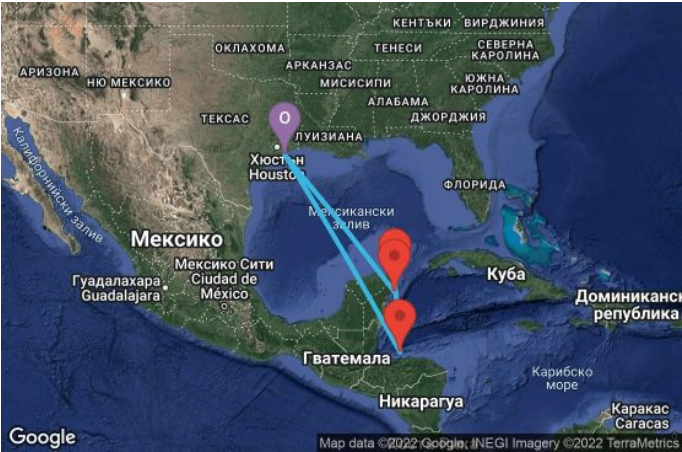 КЕНТЪКИ ВИРДЖИНИЯ
ОКЛАХОМА
ТЕНЕСИ
СЕВЕРНА
КАРОЛИНА
АРКАНЗАС
АРИЗОНА
НЮ МЕКСИКО
МИСИСИПИ
ЮЖНА
КАРОЛИНА
АЛАБАМА
ТЕКСАС
ДЖОРДЖИЯ
O
ЛУИЗИАНА
Хюстън
Houston
Калифорнийски залив
ФЛОРИДА
Мексикански
залив
Мексико
Мексико Сити
Ciudad de
México
Гуадалахара
Guadalajara
Куба
Доминиканск
република
Гватемала
Карибско
море
Никарагуа
Каракас
Caracas
Google
Map data ©2022 Google, INEGI Imagery ©2022 TerraMetrics